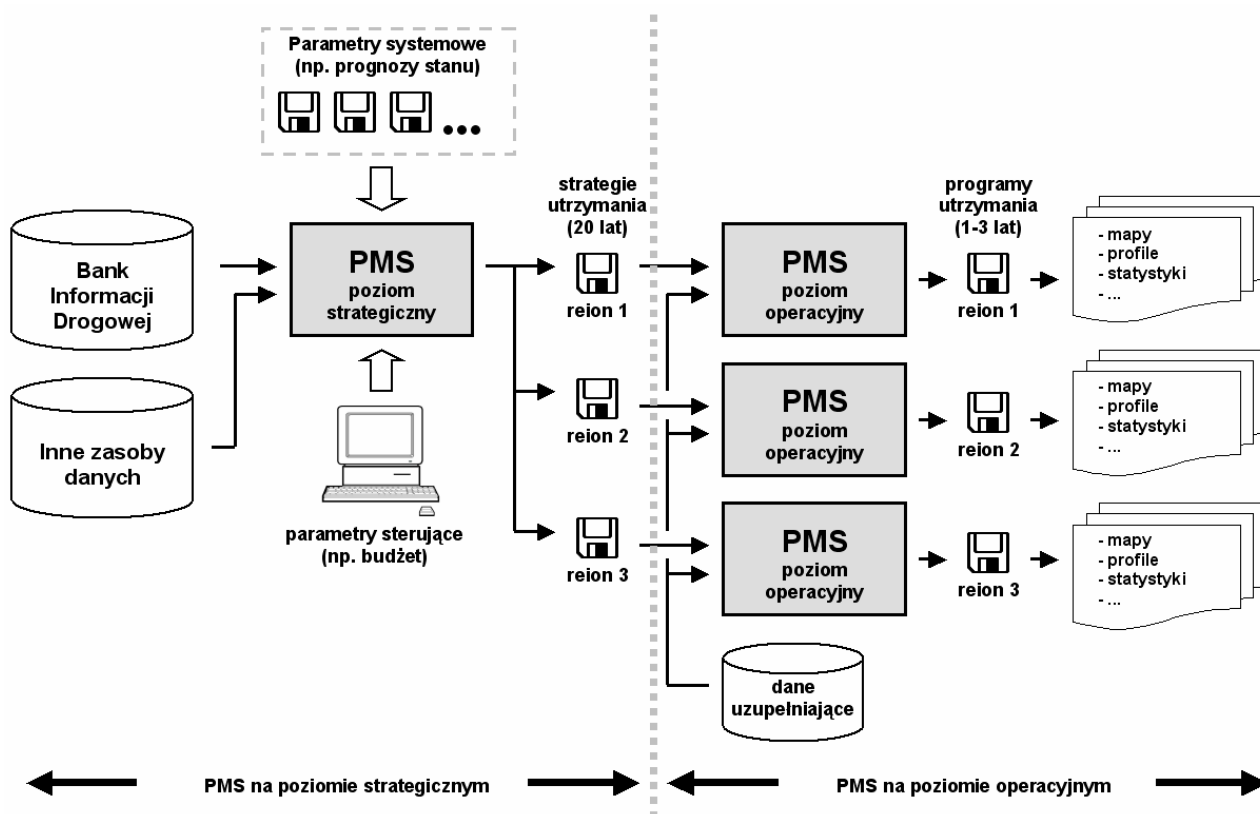 Parametry systemowe
(np. prognozy stanu)
Bank
Informacji
Drogowej
Inne zasoby
danych
PMS
poziom
strategiczny
parametry sterujące
(np. budżet)
strategie
utrzymania
(20 lat)
reion 1
reion 2
reion 3
PMS
poziom
operacyjny
PMS
poziom
operacyjny
PMS
poziom
operacyjny
dane
uzupełniające
programy
utrzymania
(1-3 lat)
reion 1
reion 2
reion 3
- mapy
- profile
- statystyki
- ...
- mapy
- profile
- statystyki
- ...
- mapy
- profile
- statystyki
- ...
PMS na poziomie strategicznym
PMS na poziomie operacyjnym